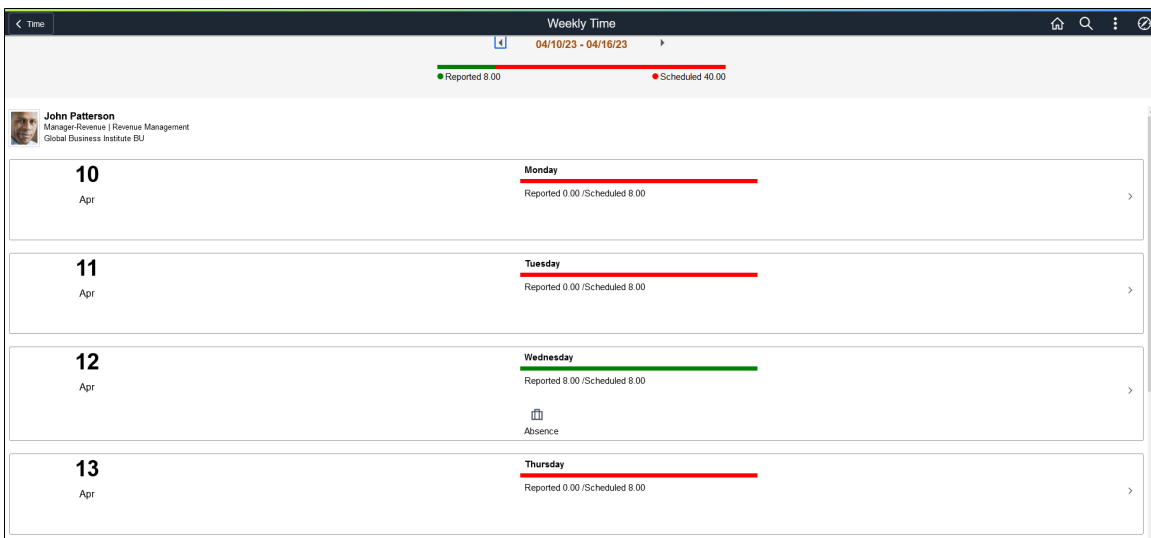 Time
Weekly Time
04/10/23 - 04/16/23
Reported 8.00
Scheduled 40.00
John Patterson
Manager-Revenue | Revenue Management
Global Business Institute BU
10
Apr
Monday
Reported 0.00 /Scheduled 8.00
11
Apr
Tuesday
Reported 0.00 /Scheduled 8.00
12
Apr
Wednesday
Reported 8.00 /Scheduled 8.00
Absence
13
Apr
Thursday
Reported 0.00 /Scheduled 8.00